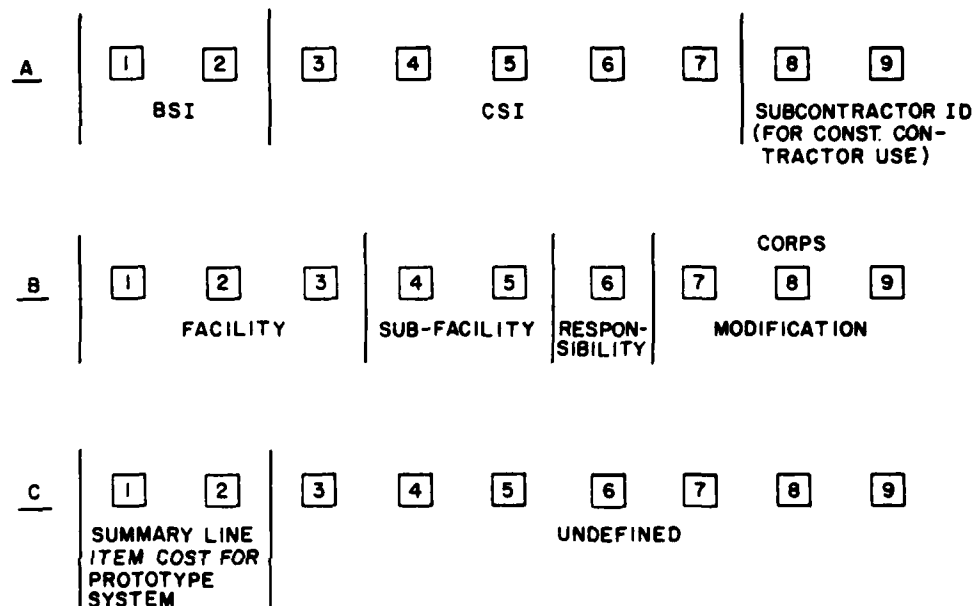 A 1 2 3 4 5 6 7 8 9
BSI CSI SUBCONTRACTOR ID
(FOR CONST. CON-
TRACTOR USE)
CORPS
B 1 2 3 4 5 6 7 8 9
FACILITY SUB-FACILITY RESPON- MODIFICATION
SIBILITY
C 1 2 3 4 5 6 7 8 9
SUMMARY LINE UNDEFINED
ITEM COST FOR
PROTOTYPE
SYSTEM